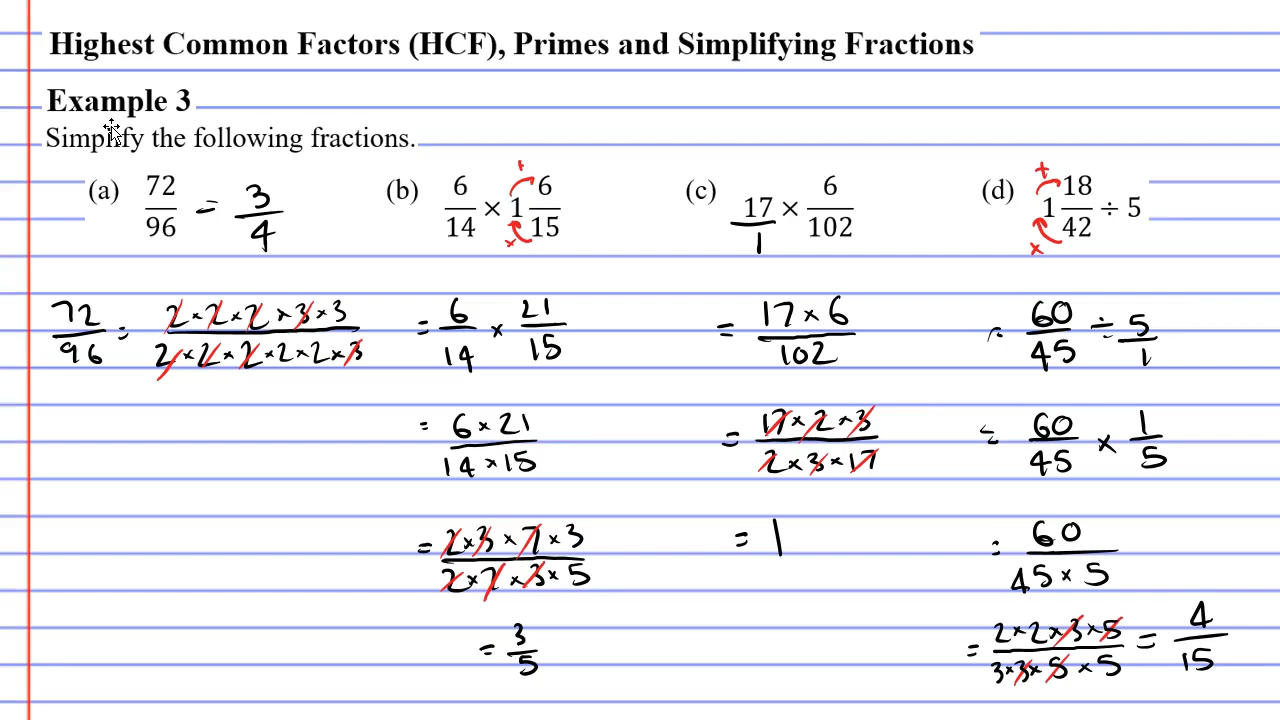 Highest Common Factors (HCF), Primes and Simplifying Fractions
Example 3
Simplify the following fractions.
(a) 72/96 = 3/4
72/96 = 2×2×2×3×3 / 2×2×2×2×2×3
(b) 6/14 × 1 6/15
+
×
= 6/14 × 21/15
= 6×21 / 14×15
= 2×3×7×3 / 2×7×3×5
= 3/5
(c) 17/1 × 6/102
= 17×6 / 102
= 17×2×3 / 2×3×17
= 1
(d) 1 18/42 ÷ 5
+
×
= 60/45 ÷ 5/1
= 60/45 × 1/5
= 60 / 45×5
= 2×2×3×5 / 3×3×5×5 = 4/15